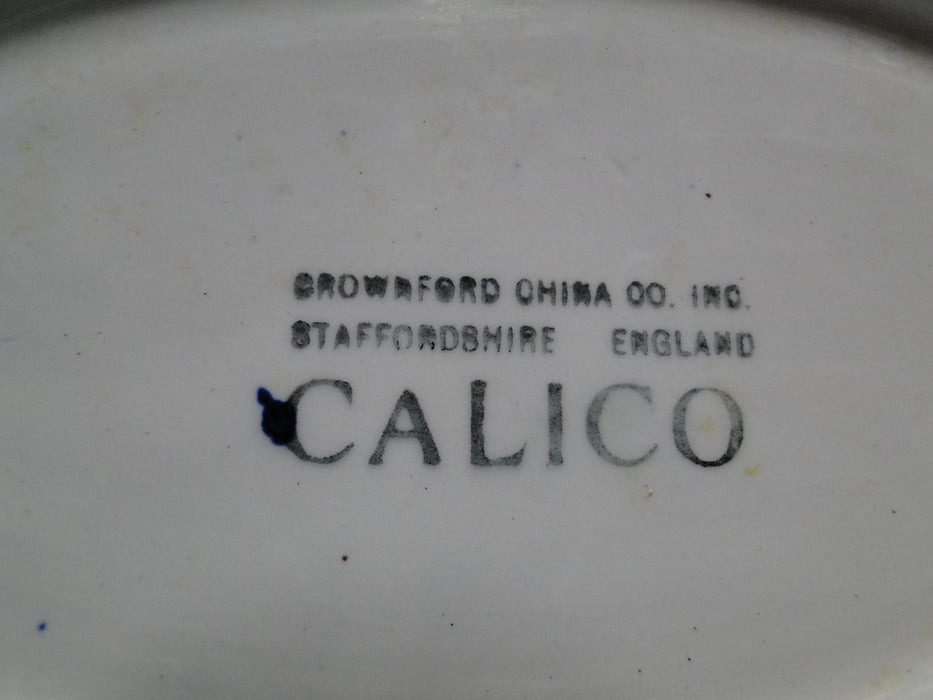 CROWNFORD CHINA CO. INC.
STAFFORDSHIRE ENGLAND
CALICO